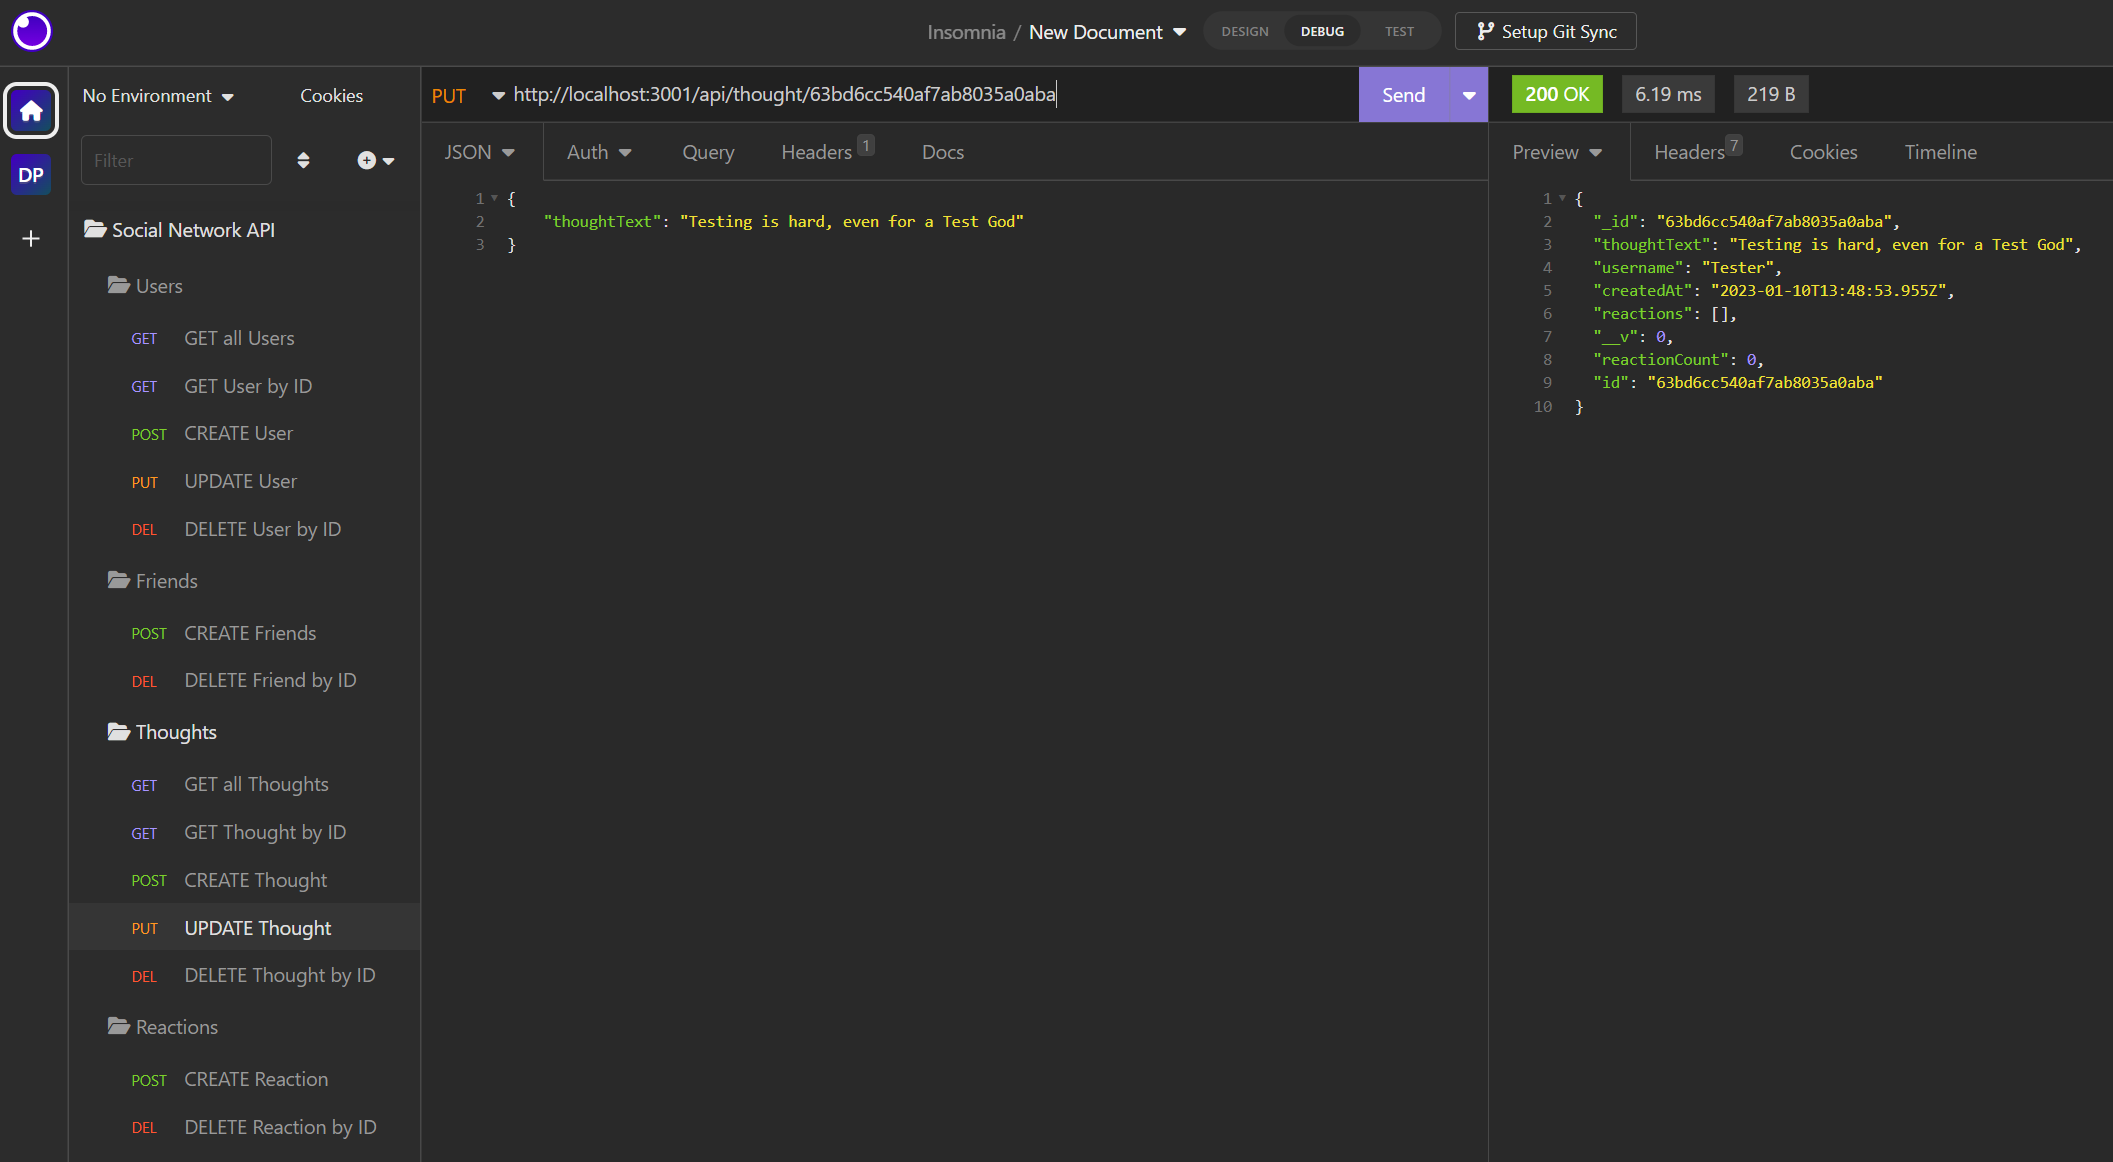 Insomnia / New Document
DESIGN
DEBUG
TEST
Setup Git Sync
DP
No Environment
Cookies
Filter
Social Network API
Users
GET GET all Users
GET GET User by ID
POST CREATE User
PUT UPDATE User
DEL DELETE User by ID
Friends
POST CREATE Friends
DEL DELETE Friend by ID
Thoughts
GET GET all Thoughts
GET GET Thought by ID
POST CREATE Thought
PUT UPDATE Thought
DEL DELETE Thought by ID
Reactions
POST CREATE Reaction
DEL DELETE Reaction by ID
PUT http://localhost:3001/api/thought/63bd6cc540af7ab8035a0aba
Send
JSON Auth Query Headers 1 Docs
1 {
2 "thoughtText": "Testing is hard, even for a Test God"
3 }
200 OK 6.19 ms 219 B
Preview Headers 7 Cookies Timeline
1 {
2 "_id": "63bd6cc540af7ab8035a0aba",
3 "thoughtText": "Testing is hard, even for a Test God",
4 "username": "Tester",
5 "createdAt": "2023-01-10T13:48:53.955Z",
6 "reactions": [],
7 "__v": 0,
8 "reactionCount": 0,
9 "id": "63bd6cc540af7ab8035a0aba"
10 }